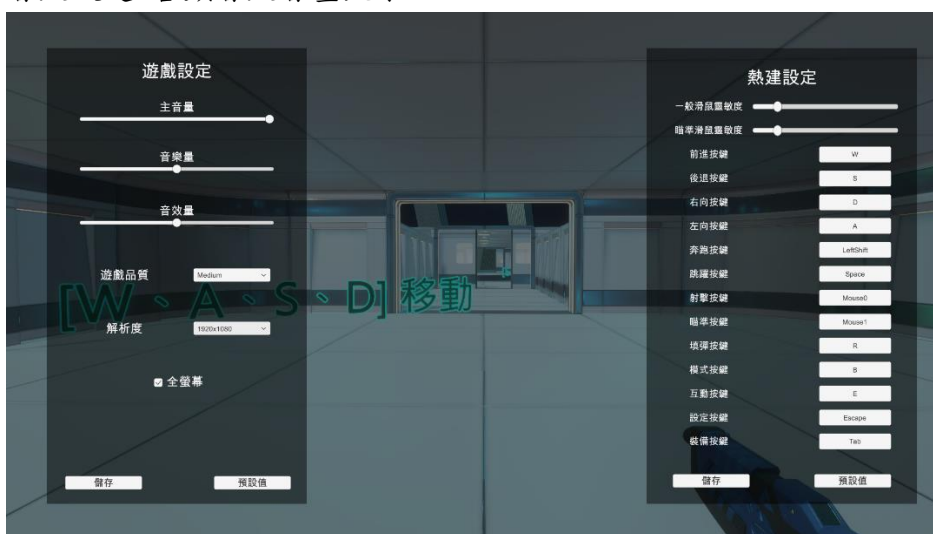 遊戲設定
主音量
音樂量
音效量
遊戲品質 Medium
解析度 1920x1080
全螢幕
儲存 預設值
[W、A、S、D] 移動
熱建設定
一般滑鼠靈敏度
瞄準滑鼠靈敏度
前進按鍵 W
後退按鍵 S
右向按鍵 D
左向按鍵 A
奔跑按鍵 LeftShift
跳躍按鍵 Space
射擊按鍵 Mouse0
瞄準按鍵 Mouse1
填彈按鍵 R
模式按鍵 B
互動按鍵 E
設定按鍵 Escape
裝備按鍵 Tab
儲存 預設值